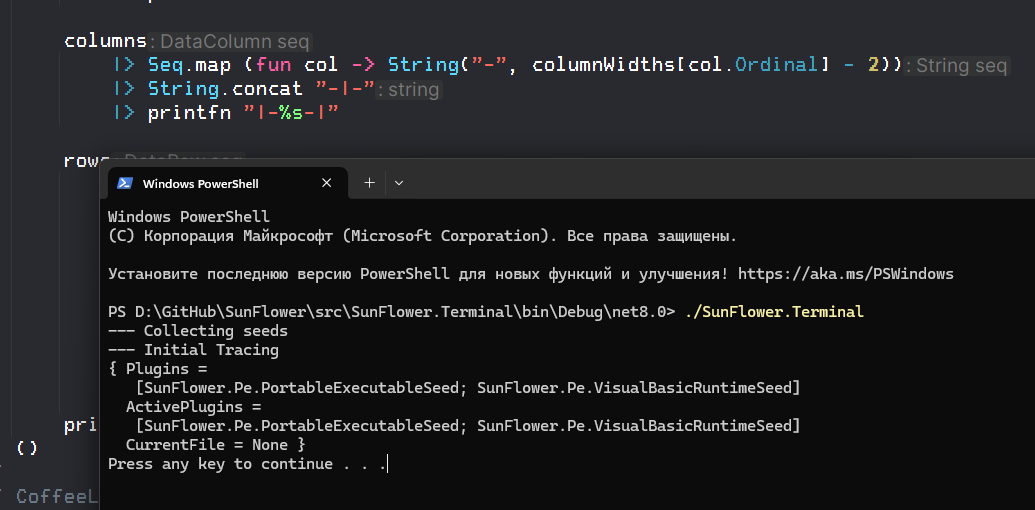 columns: DataColumn seq
|> Seq.map (fun col -> String("-", columnWidths[col.Ordinal] - 2)): String seq
|> String.concat "-|-": string
|> printfn "|-%s-|"
rows
Windows PowerShell
Windows PowerShell
(C) Корпорация Майкрософт (Microsoft Corporation). Все права защищены.
Установите последнюю версию PowerShell для новых функций и улучшения! https://aka.ms/PSWindows
PS D:\GitHub\SunFlower\src\SunFlower.Terminal\bin\Debug\net8.0> ./SunFlower.Terminal
--- Collecting seeds
--- Initial Tracing
{ Plugins =
[SunFlower.Pe.PortableExecutableSeed; SunFlower.Pe.VisualBasicRuntimeSeed]
ActivePlugins =
[SunFlower.Pe.PortableExecutableSeed; SunFlower.Pe.VisualBasicRuntimeSeed]
CurrentFile = None }
Press any key to continue . . .
pri
()
CoffeeL